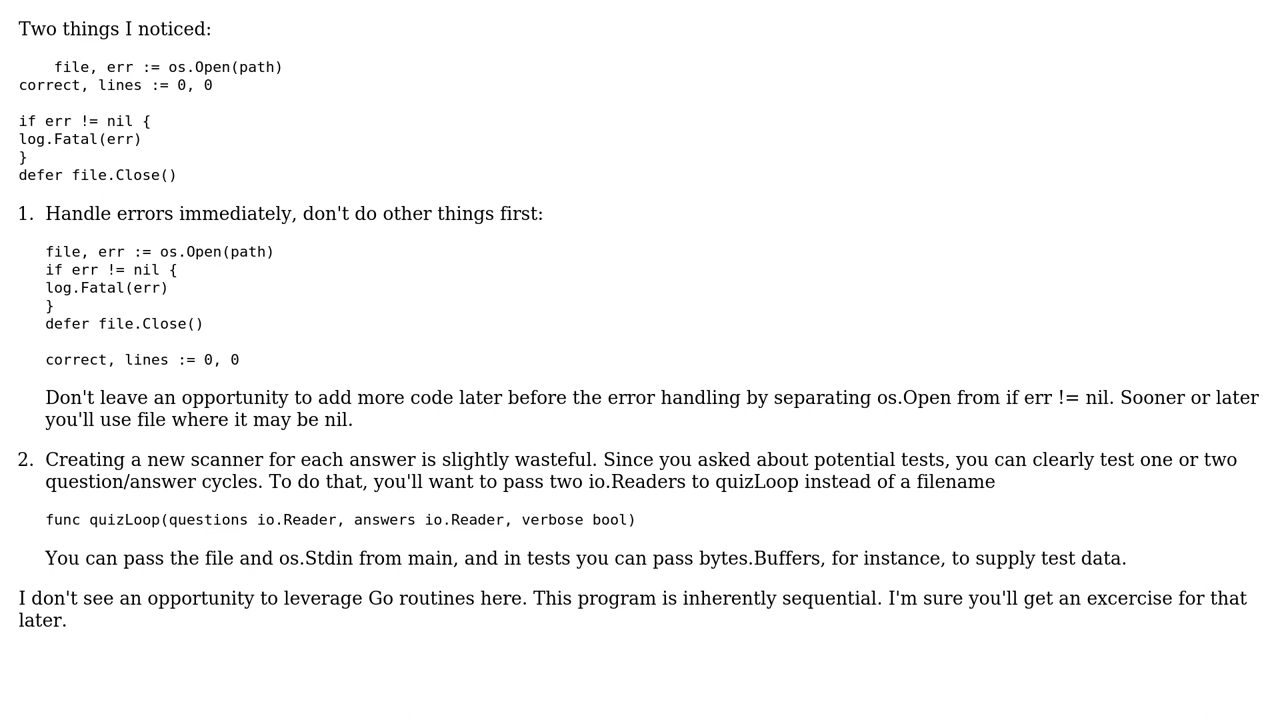 Two things I noticed:
    file, err := os.Open(path)
correct, lines := 0, 0

if err != nil {
log.Fatal(err)
}
defer file.Close()
1. Handle errors immediately, don't do other things first:
file, err := os.Open(path)
if err != nil {
log.Fatal(err)
}
defer file.Close()

correct, lines := 0, 0
Don't leave an opportunity to add more code later before the error handling by separating os.Open from if err != nil. Sooner or later
you'll use file where it may be nil.
2. Creating a new scanner for each answer is slightly wasteful. Since you asked about potential tests, you can clearly test one or two
question/answer cycles. To do that, you'll want to pass two io.Readers to quizLoop instead of a filename
func quizLoop(questions io.Reader, answers io.Reader, verbose bool)
You can pass the file and os.Stdin from main, and in tests you can pass bytes.Buffers, for instance, to supply test data.
I don't see an opportunity to leverage Go routines here. This program is inherently sequential. I'm sure you'll get an excercise for that
later.